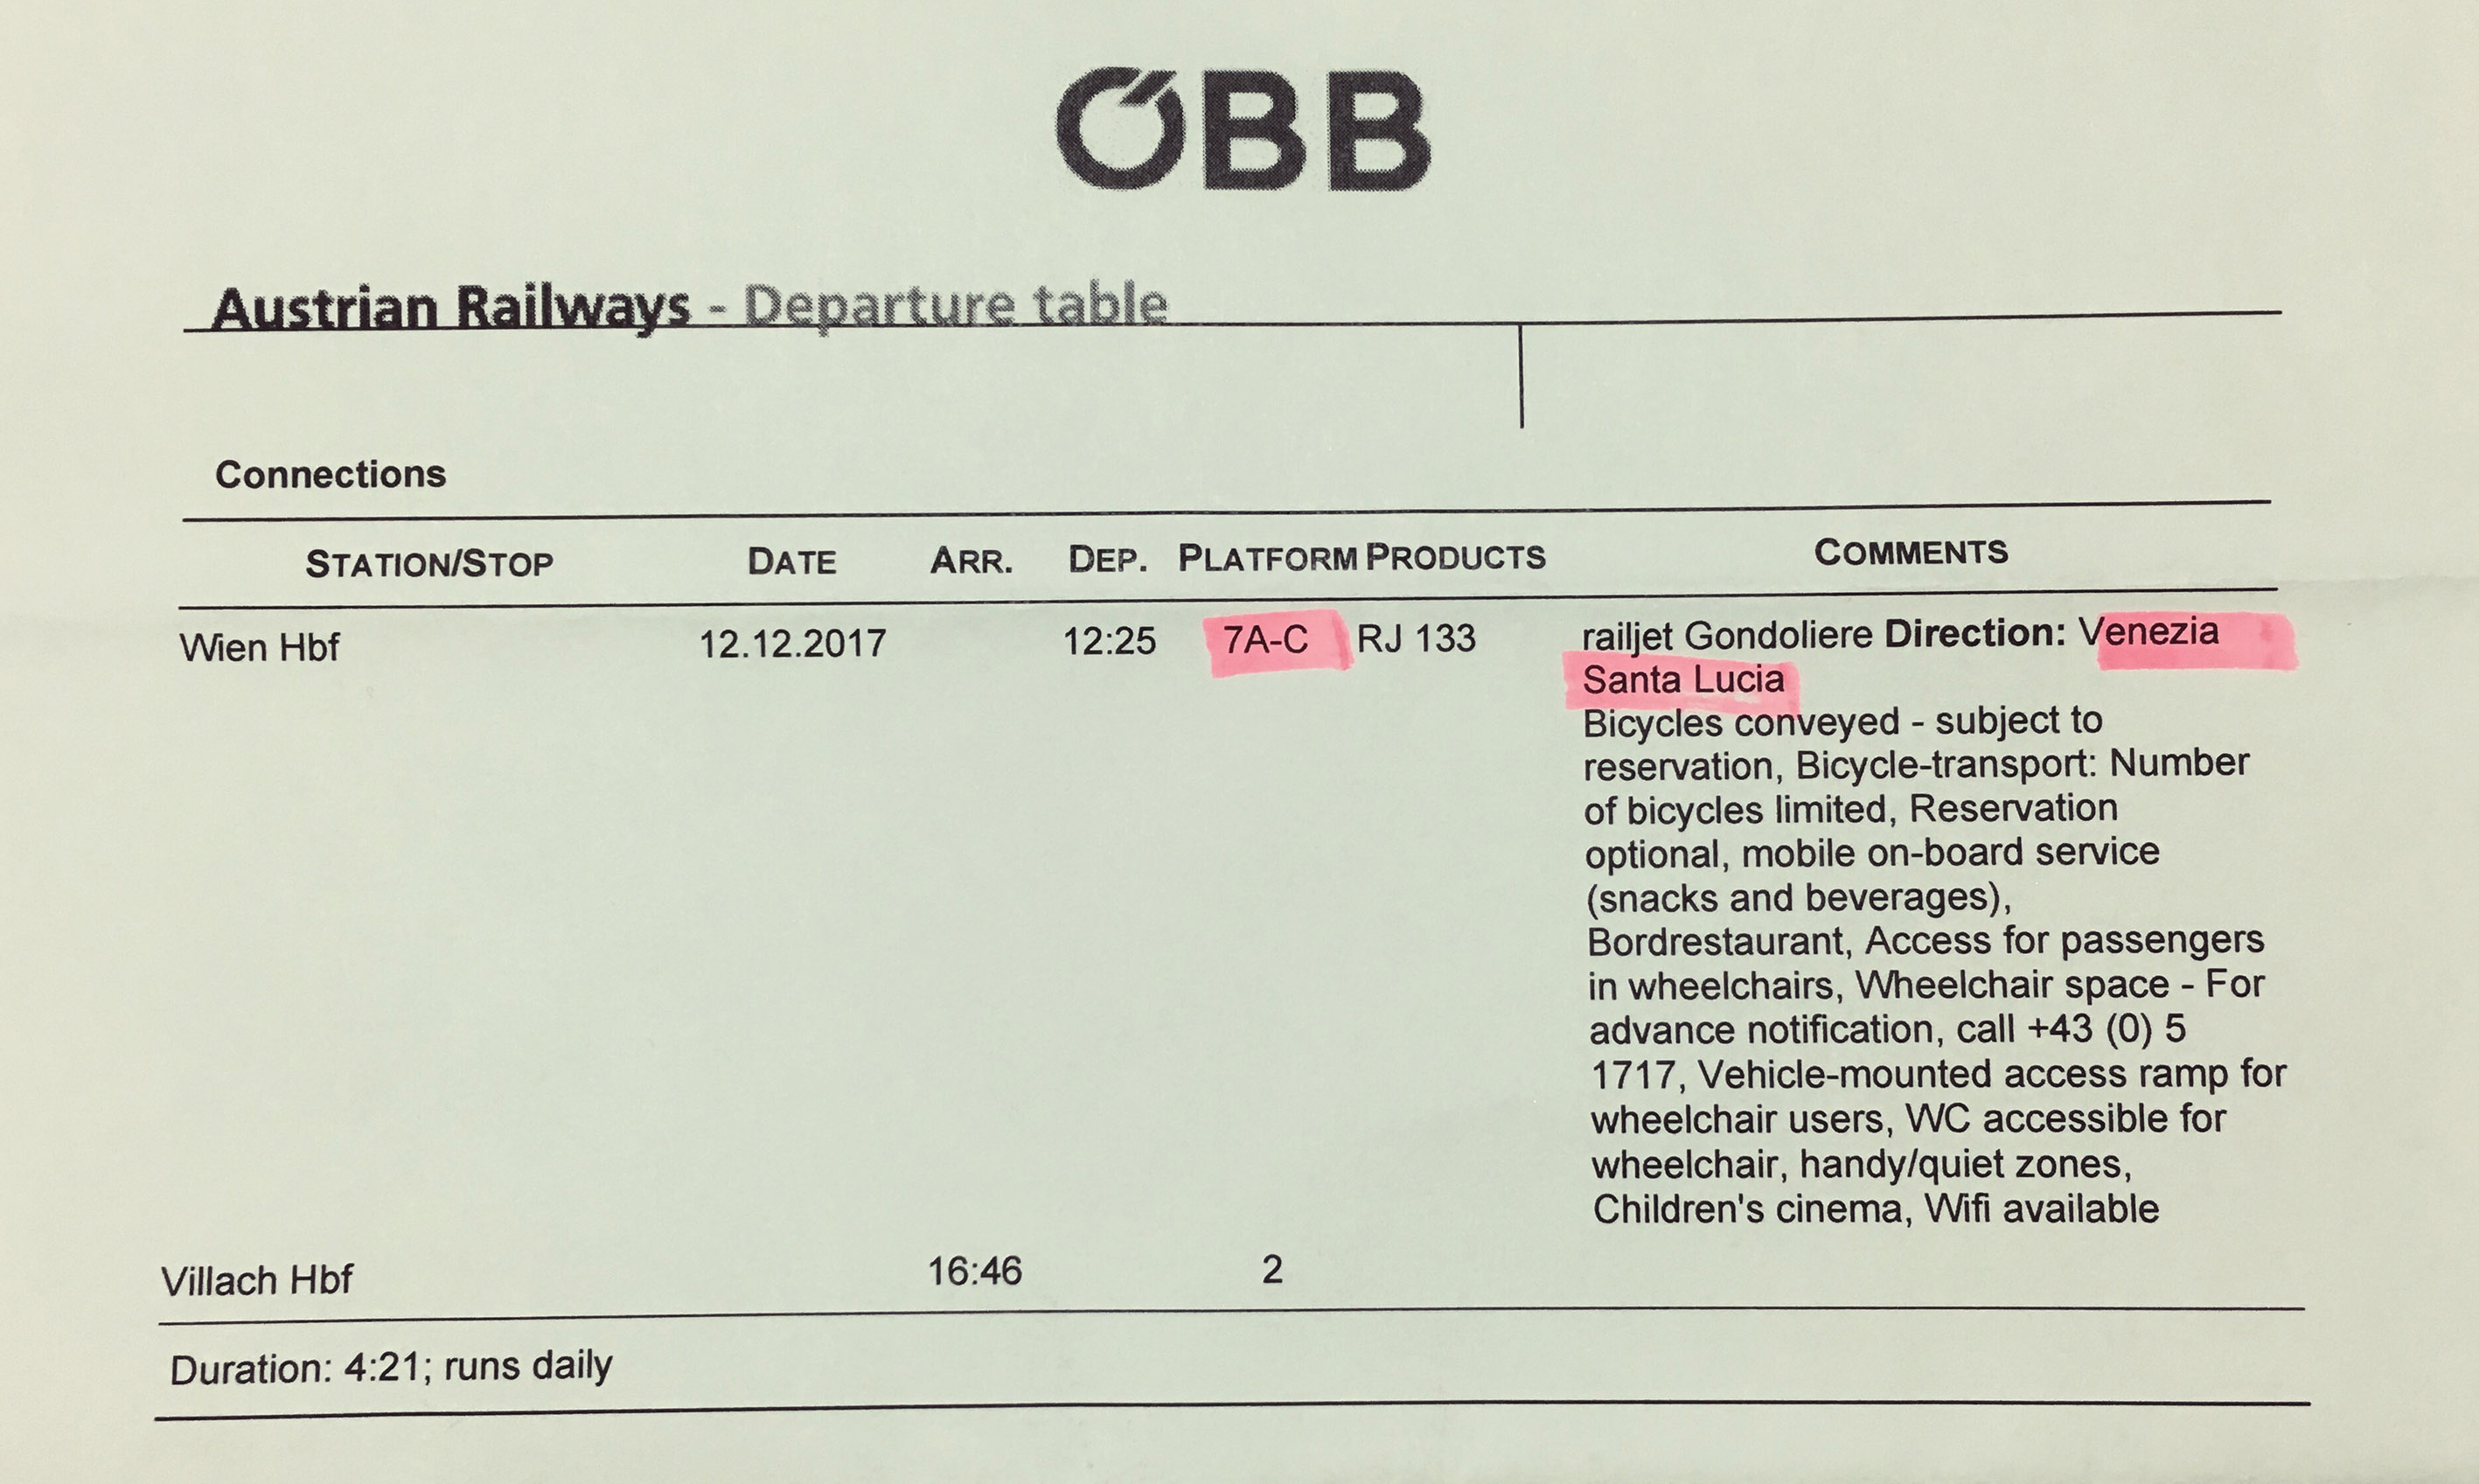 ÖBB
Austrian Railways - Departure table
Connections
STATION/STOP DATE ARR. DEP. PLATFORM PRODUCTS COMMENTS
Wien Hbf 12.12.2017 12:25 7A-C RJ 133 railjet Gondoliere Direction: Venezia
Santa Lucia
Bicycles conveyed - subject to
reservation, Bicycle-transport: Number
of bicycles limited, Reservation
optional, mobile on-board service
(snacks and beverages),
Bordrestaurant, Access for passengers
in wheelchairs, Wheelchair space - For
advance notification, call +43 (0) 5
1717, Vehicle-mounted access ramp for
wheelchair users, WC accessible for
wheelchair, handy/quiet zones,
Children's cinema, Wifi available
Villach Hbf 16:46 2
Duration: 4:21; runs daily